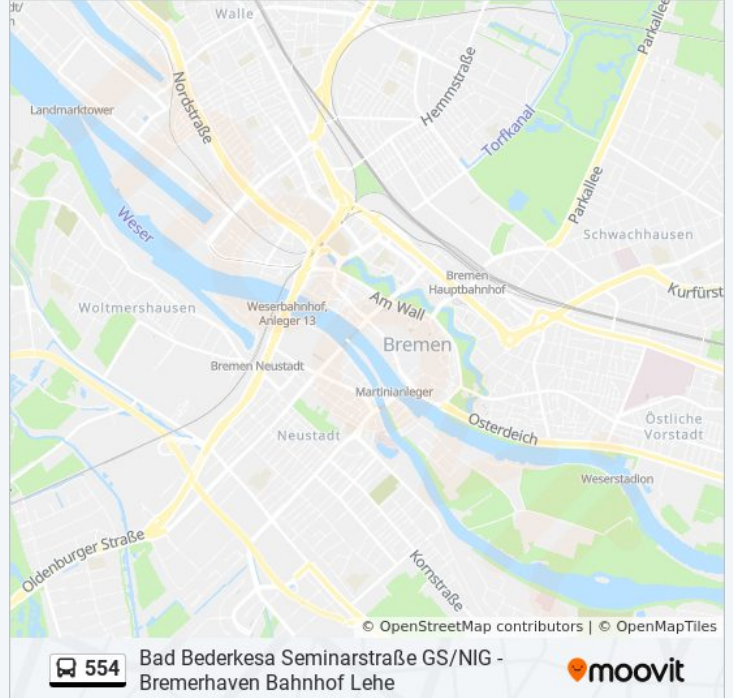 Walle
Parkallee
Hemmstraße
Nordstraße
Landmarktower
Torfkanal
Parkallee
Weser
Schwachhausen
Bremen
Hauptbahnhof
Kurfürst
Am Wall
Woltmershausen
Weserbahnhof,
Anleger 13
Bremen
Bremen Neustadt
Martinianleger
Osterdeich
Östliche
Vorstadt
Neustadt
Weserstadion
Oldenburger Straße
Kornstraße
© OpenStreetMap contributors | © OpenMapTiles
554
Bad Bederkesa Seminarstraße GS/NIG -
Bremerhaven Bahnhof Lehe
moovit